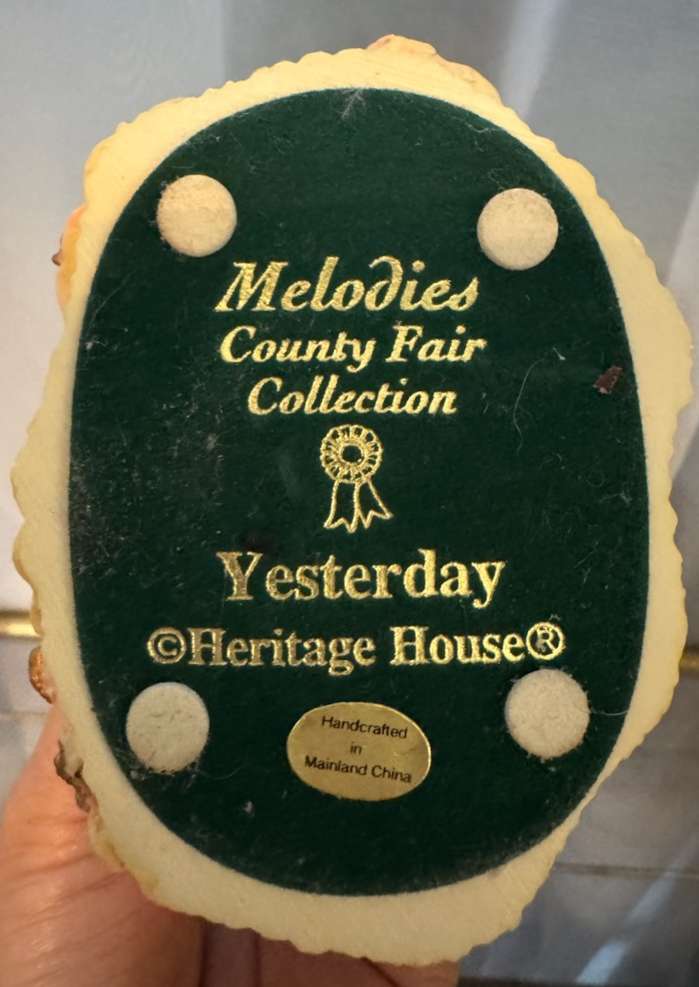 Melodies
County Fair
Collection
Yesterday
©Heritage House®
Handcrafted
in
Mainland China